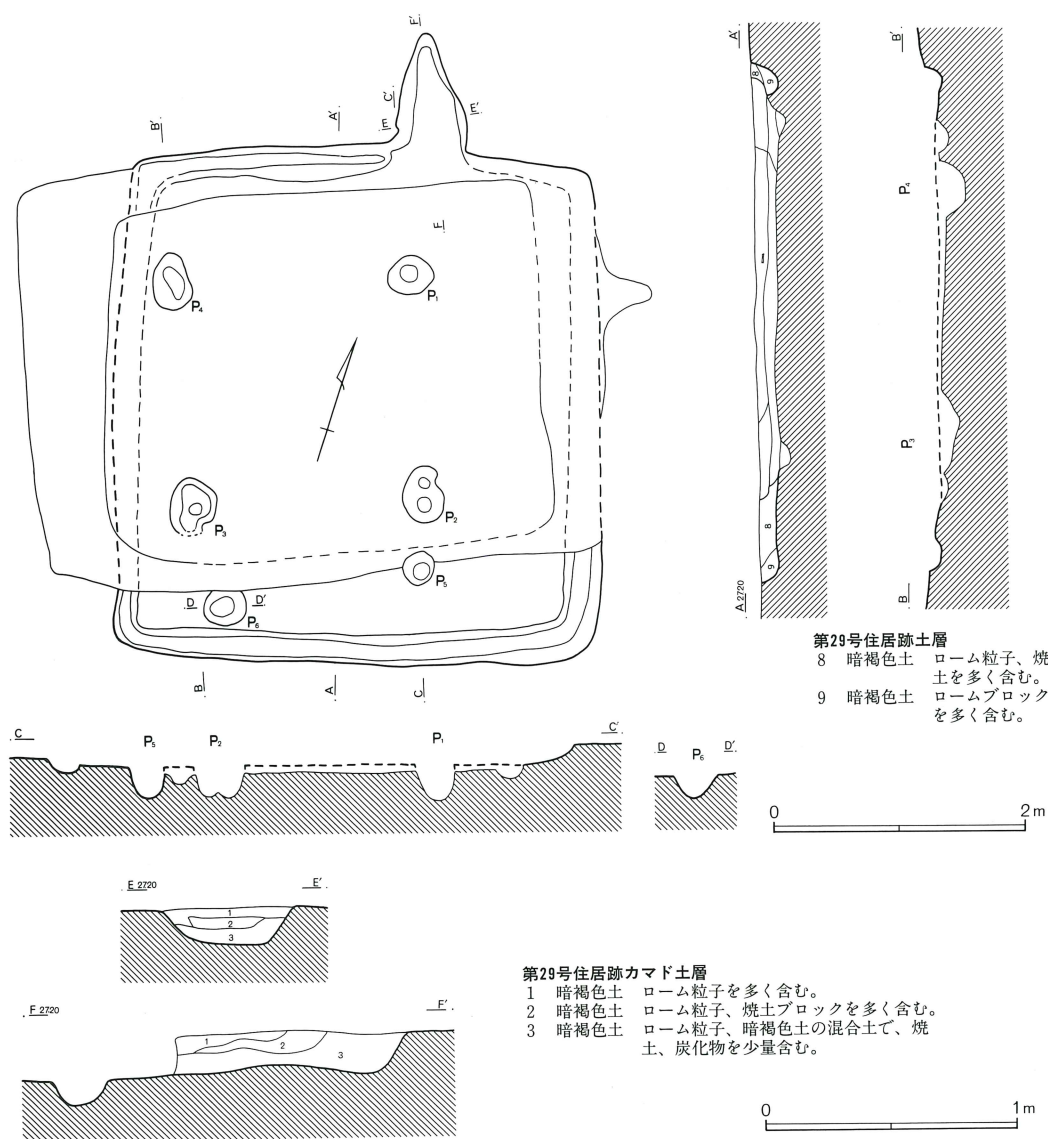 F′
C′
E′
A′
E
B′
F
P4
P1
P3
P2
P5
D
D′
P6
B
A
C
A′
B′
8
9
P4
1
P3
8
9
A 27.20
B
第29号住居跡土層
8 暗褐色土 ローム粒子、焼
土を多く含む。
9 暗褐色土 ロームブロック
を多く含む。
C
P5
P2
P1
C′
D
P6
D′
0
2m
E 27.20
E′
1
2
3
F 27.20
F′
1
2
3
第29号住居跡カマド土層
1 暗褐色土 ローム粒子を多く含む。
2 暗褐色土 ローム粒子、焼土ブロックを多く含む。
3 暗褐色土 ローム粒子、暗褐色土の混合土で、焼
土、炭化物を少量含む。
0
1m